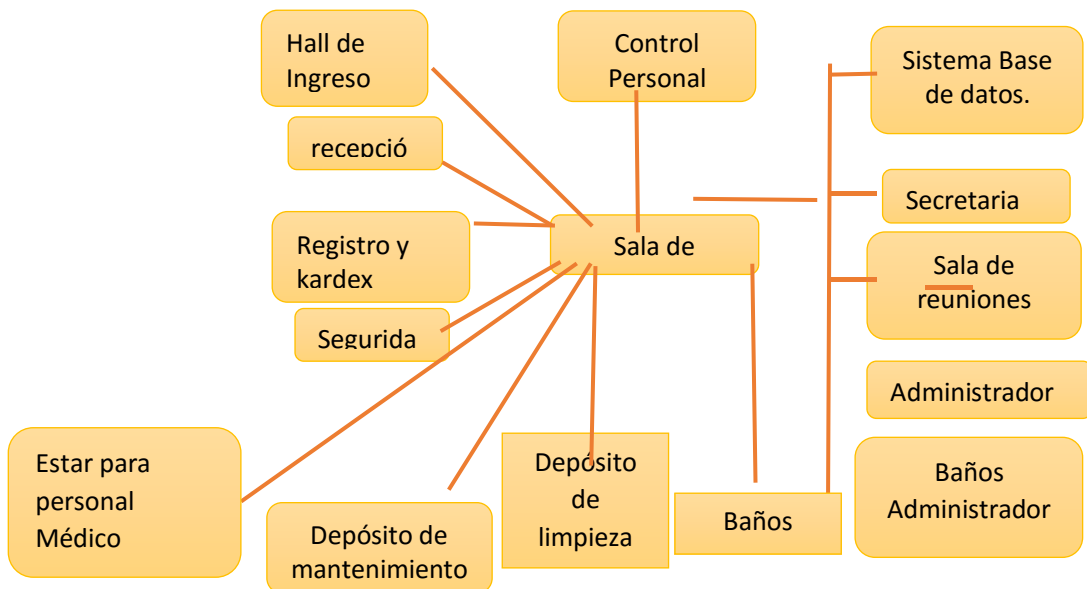 Hall de
Ingreso
Control
Personal
Sistema Base
de datos.
recepció
Secretaria
Registro y
kardex
Sala de
Sala de
reuniones
Segurida
Administrador
Estar para
personal
Médico
Depósito de
mantenimiento
Depósito
de
limpieza
Baños
Baños
Administrador